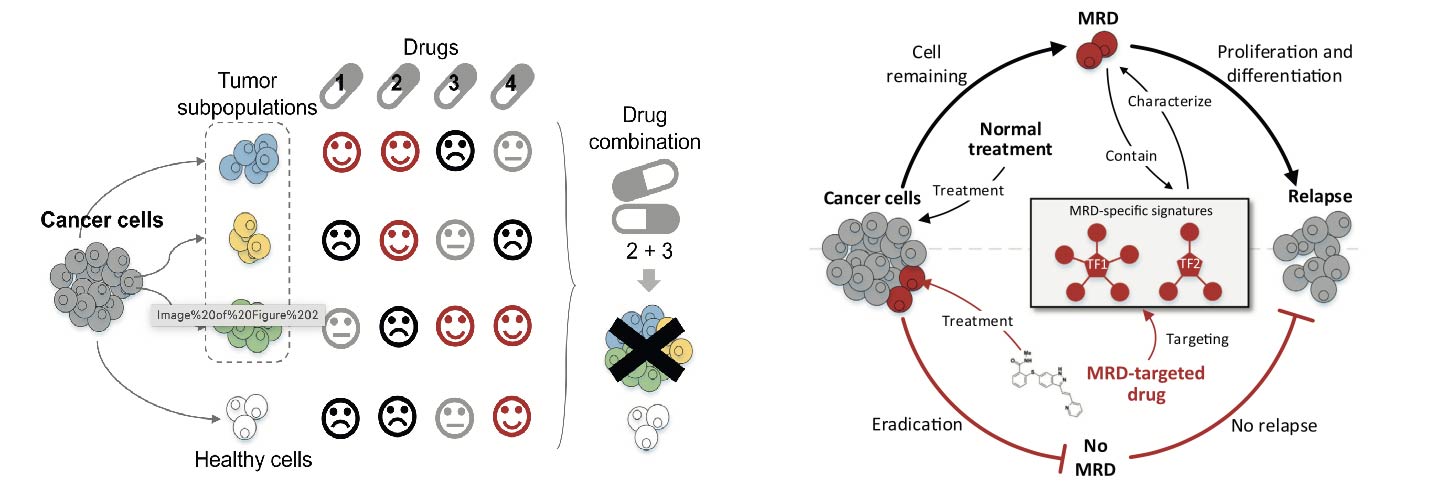 Drugs
1 2 3 4
Tumor
subpopulations
Cancer cells
Image%20of%20Figure%202
Healthy cells
Drug
combination
2 + 3
MRD
Cell
remaining
Proliferation and
differentiation
Characterize
Normal
treatment
Contain
Treatment
Cancer cells
Relapse
MRD-specific signatures
TF1
TF2
Treatment
Targeting
Me
NH
O
S
H
N
N
N
MRD-targeted
drug
Eradication
No relapse
No
MRD